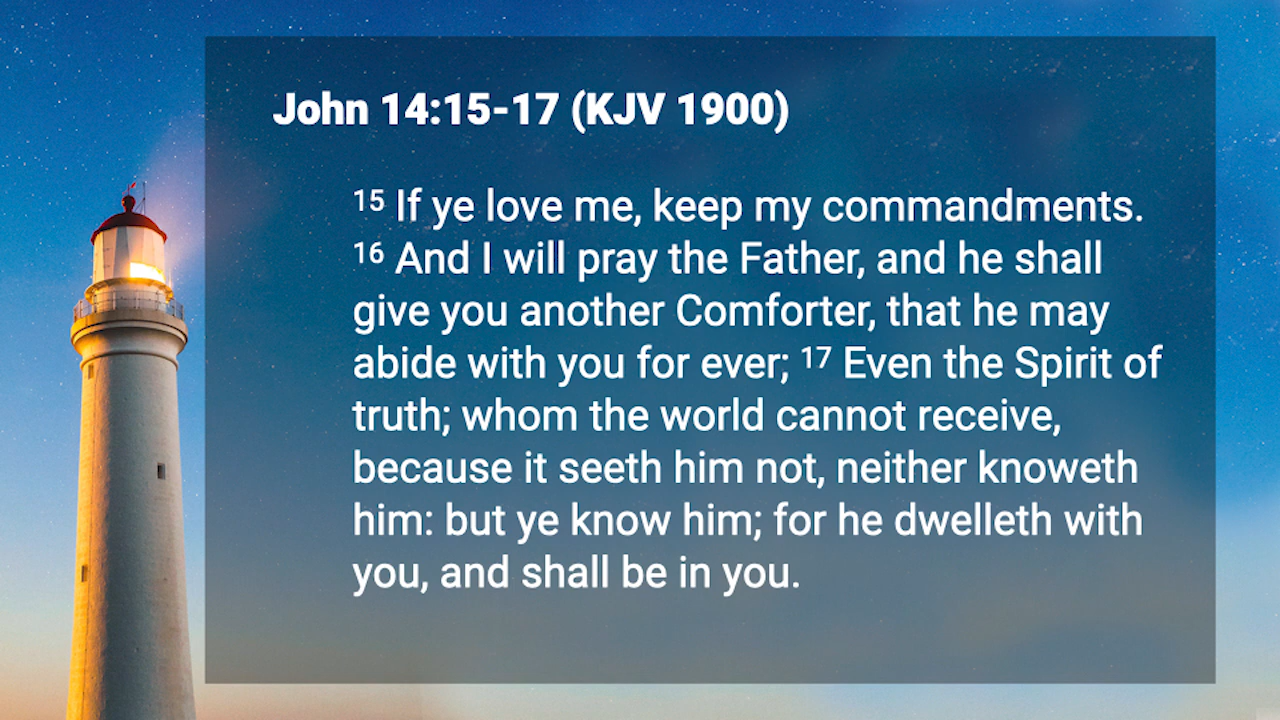 John 14:15-17 (KJV 1900)
15 If ye love me, keep my commandments.
16 And I will pray the Father, and he shall
give you another Comforter, that he may
abide with you for ever; 17 Even the Spirit of
truth; whom the world cannot receive,
because it seeth him not, neither knoweth
him: but ye know him; for he dwelleth with
you, and shall be in you.